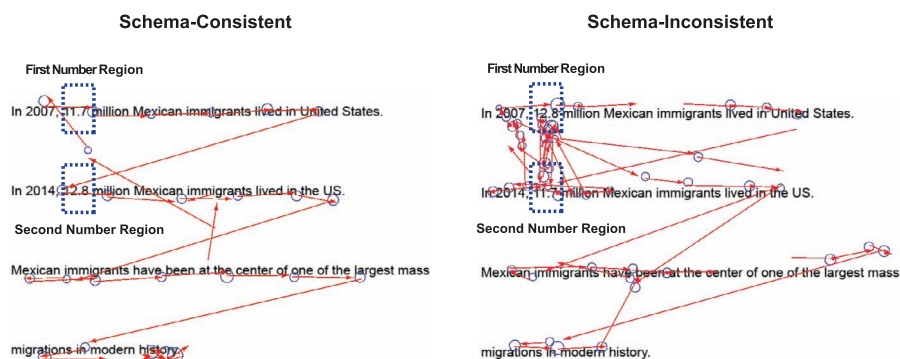 Schema-Consistent
First Number Region
In 2007, 11.7 million Mexican immigrants lived in United States.
In 2014, 12.8 million Mexican immigrants lived in the US.
Second Number Region
Mexican immigrants have been at the center of one of the largest mass
migrations in modern history.
Schema-Inconsistent
First Number Region
In 2007, 12.8 million Mexican immigrants lived in United States.
In 2014, 11.7 million Mexican immigrants lived in the US.
Second Number Region
Mexican immigrants have been at the center of one of the largest mass
migrations in modern history.